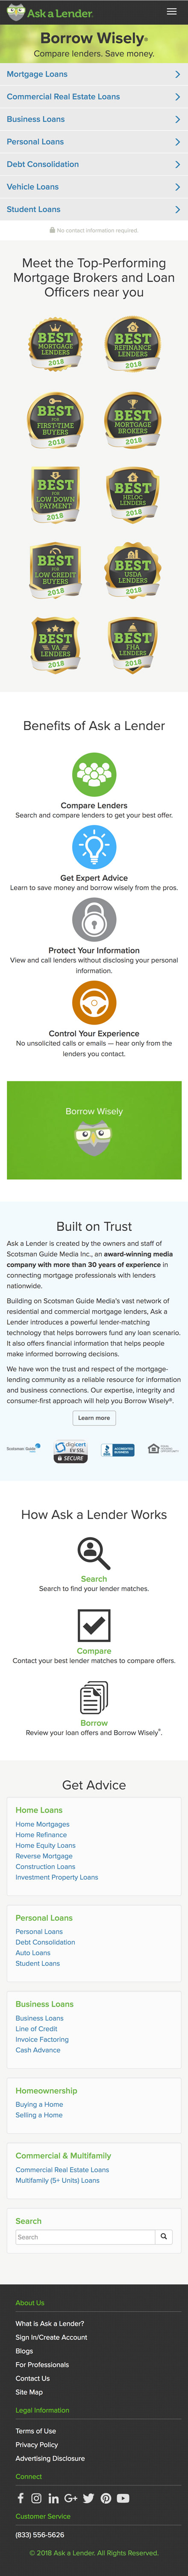 Ask a Lender
Borrow Wisely®
Compare lenders. Save money.
Mortgage Loans
Commercial Real Estate Loans
Business Loans
Personal Loans
Debt Consolidation
Vehicle Loans
Student Loans
No contact information required.
Meet the Top-Performing
Mortgage Brokers and Loan
Officers near you
BEST
MORTGAGE
LENDERS
2018
BEST
REFINANCE
LENDERS
2018
BEST
FOR
FIRST-TIME
BUYERS
2018
BEST
MORTGAGE
BROKERS
2018
BEST
FOR
LOW DOWN
PAYMENT
2018
BEST
HELOC
LENDERS
2018
BEST
FOR
LOW CREDIT
BUYERS
2018
BEST
USDA
LENDERS
2018
BEST
VA
LENDERS
2018
BEST
FHA
LENDERS
2018
Benefits of Ask a Lender
Compare Lenders
Search and compare lenders to get your best offer.
Get Expert Advice
Learn to save money and borrow wisely from the pros.
Protect Your Information
View and call lenders without disclosing your personal
information.
Control Your Experience
No unsolicited calls or emails — hear only from the
lenders you contact.
Borrow Wisely
Built on Trust
Ask a Lender is created by the owners and staff of
Scotsman Guide Media Inc., an award-winning media
company with more than 30 years of experience in
connecting mortgage professionals with lenders
nationwide.
Building on Scotsman Guide Media's vast network of
residential and commercial mortgage lenders, Ask a
Lender introduces a powerful lender-matching
technology that helps borrowers fund any loan scenario.
It also offers financial information that helps people
make informed borrowing decisions.
We have won the trust and respect of the mortgage-
lending community as a reliable resource for information
and business connections. Our expertise, integrity and
consumer-first approach will help you Borrow Wisely®.
Learn more
Scotsman Guide
digicert
EV SSL
SECURE
BBB
ACCREDITED
BUSINESS
How Ask a Lender Works
Search
Search to find your lender matches.
Compare
Contact your best lender matches to compare offers.
Borrow
Review your loan offers and Borrow Wisely®.
Get Advice
Home Loans
Home Mortgages
Home Refinance
Home Equity Loans
Reverse Mortgage
Construction Loans
Investment Property Loans
Personal Loans
Personal Loans
Debt Consolidation
Auto Loans
Student Loans
Business Loans
Business Loans
Line of Credit
Invoice Factoring
Cash Advance
Homeownership
Buying a Home
Selling a Home
Commercial & Multifamily
Commercial Real Estate Loans
Multifamily (5+ Units) Loans
Search
Search
About Us
What is Ask a Lender?
Sign In/Create Account
Blogs
For Professionals
Contact Us
Site Map
Legal Information
Terms of Use
Privacy Policy
Advertising Disclosure
Connect
Customer Service
(833) 556-5626
© 2018 Ask a Lender. All Rights Reserved.